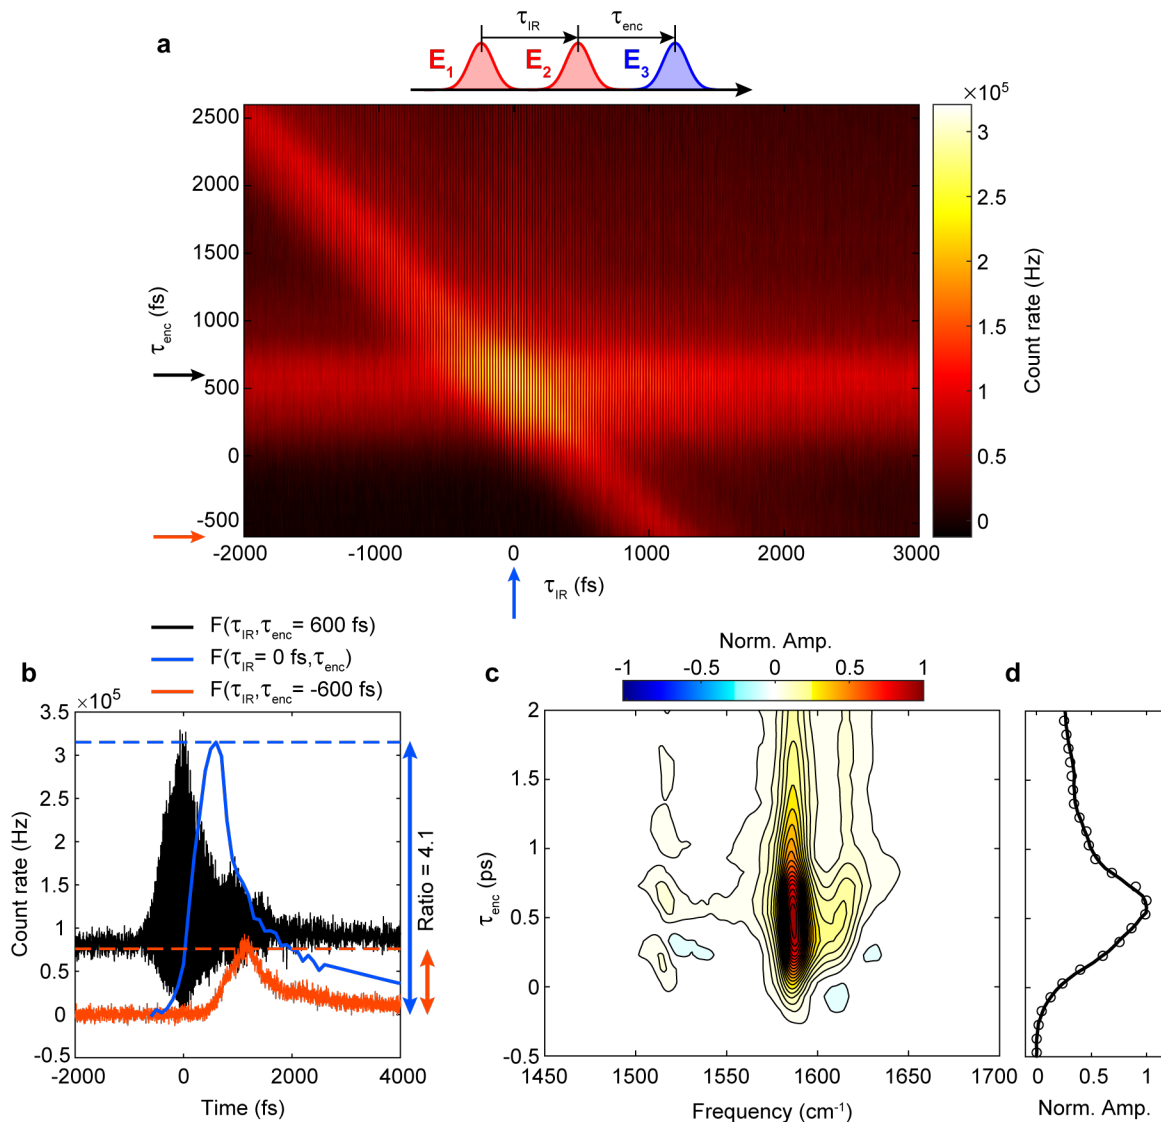 a
τIR τenc
E1 E2 E3
×10⁵
2500
2000
1500
1000
500
0
-500
τenc (fs)
-2000 -1000 0 1000 2000 3000
τIR (fs)
3
2.5
2
1.5
1
0.5
0
Count rate (Hz)
F(τIR,τenc= 600 fs)
F(τIR= 0 fs,τenc)
F(τIR,τenc= -600 fs)
b
×10⁵
3.5
3
2.5
2
1.5
1
0.5
0
-0.5
Count rate (Hz)
-2000 0 2000 4000
Time (fs)
Ratio = 4.1
c
Norm. Amp.
-1 -0.5 0 0.5 1
2
1.5
1
0.5
0
-0.5
τenc (ps)
1450 1500 1550 1600 1650 1700
Frequency (cm⁻¹)
d
0 0.5 1
Norm. Amp.